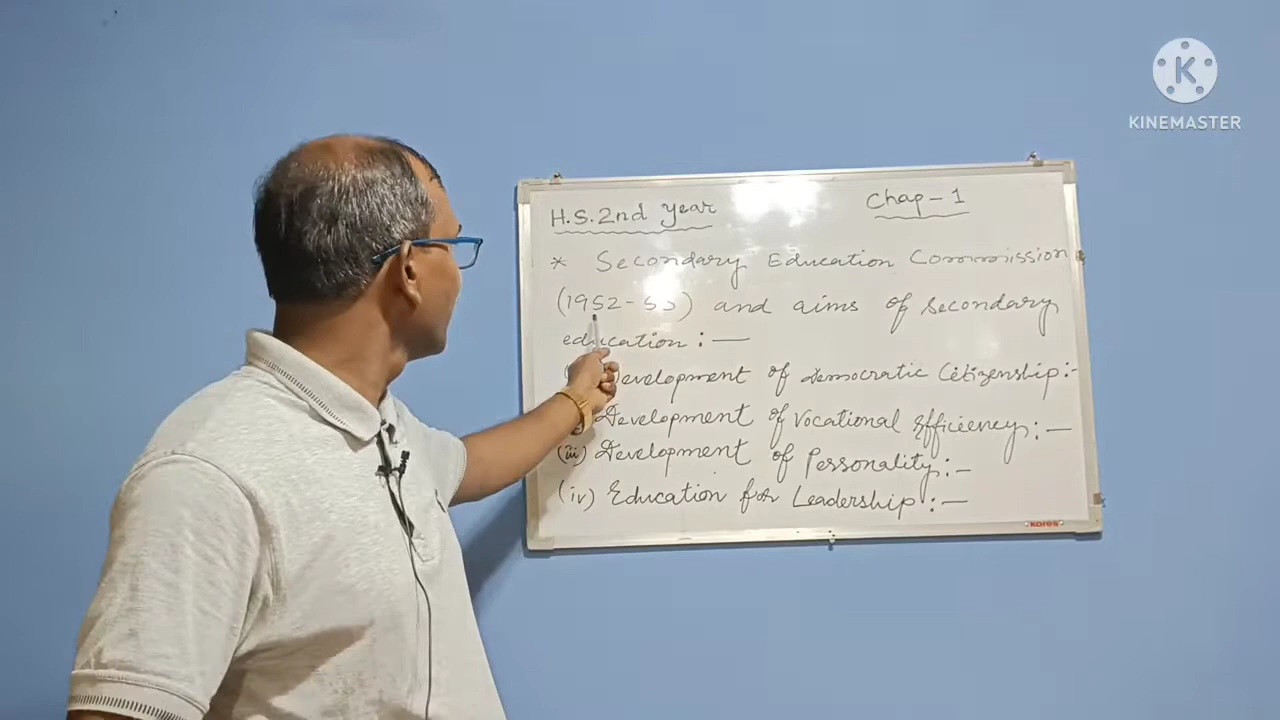 H.S. 2nd Year
Chap - 1
* Secondary Education Commission
(1952-53) and aims of secondary
education : —
Development of Democratic Citizenship:-
Development of Vocational Efficiency: —
(iii) Development of Personality: —
(iv) Education for Leadership: —
kores
K
KINEMASTER